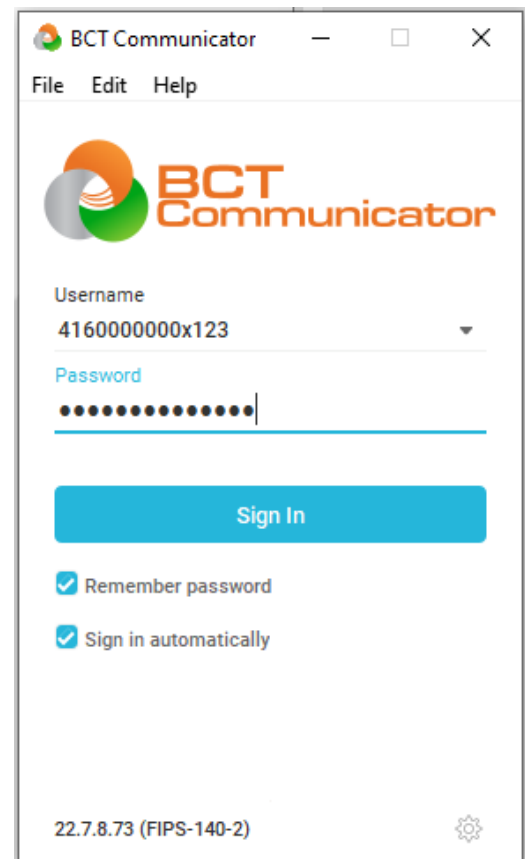 BCT Communicator
File Edit Help
BCT
Communicator
Username
4160000000x123
Password
●●●●●●●●●●●●●●
Sign In
Remember password
Sign in automatically
22.7.8.73 (FIPS-140-2)